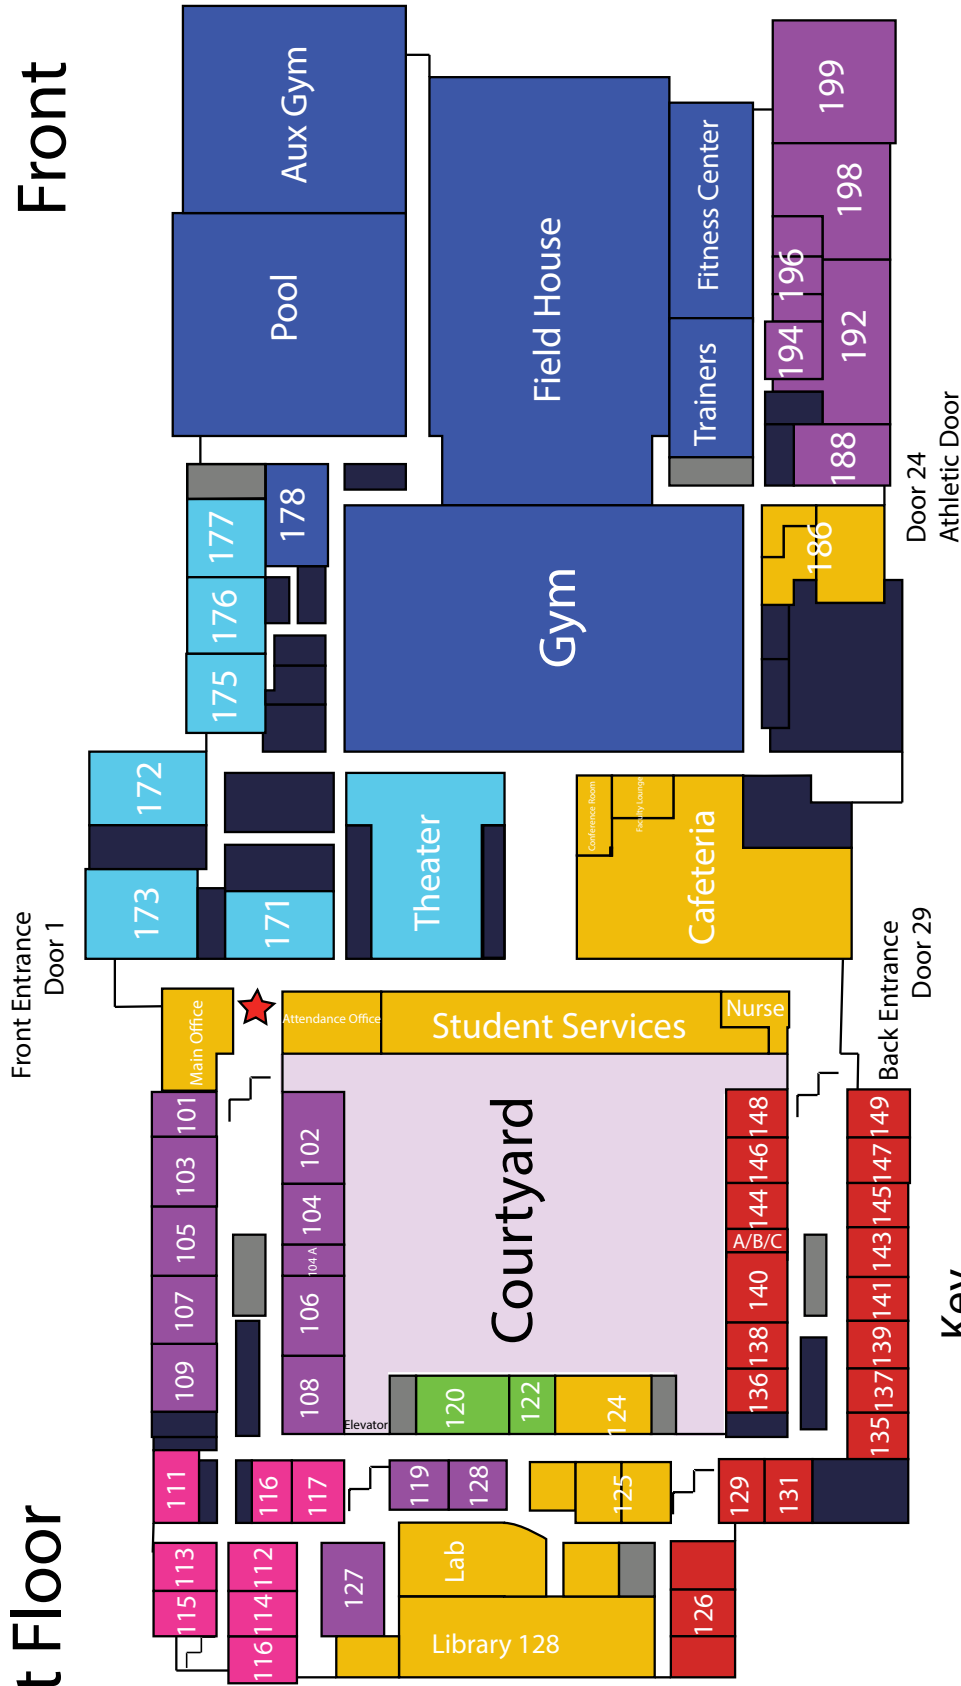 Front
Aux Gym
Pool
Field House
Fitness Center
Trainers
199
198
196
194
192
188
Door 24
Athletic Door
186
177
178
176
175
Gym
172
173
171
Theater
Conference Room
Faculty Lounge
Cafeteria
Front Entrance
Door 1
Back Entrance
Door 29
Main Office
Attendance Office
Student Services
Nurse
101
103
105
107
109
102
104
104 A
106
108
Courtyard
Elevator
120
122
124
148
146
144
A/B/C
140
138
136
149
147
145
143
141
139
137
135
Key
111
116
117
119
128
125
129
131
113
115
112
114
116
127
Lab
Library 128
126
t Floor